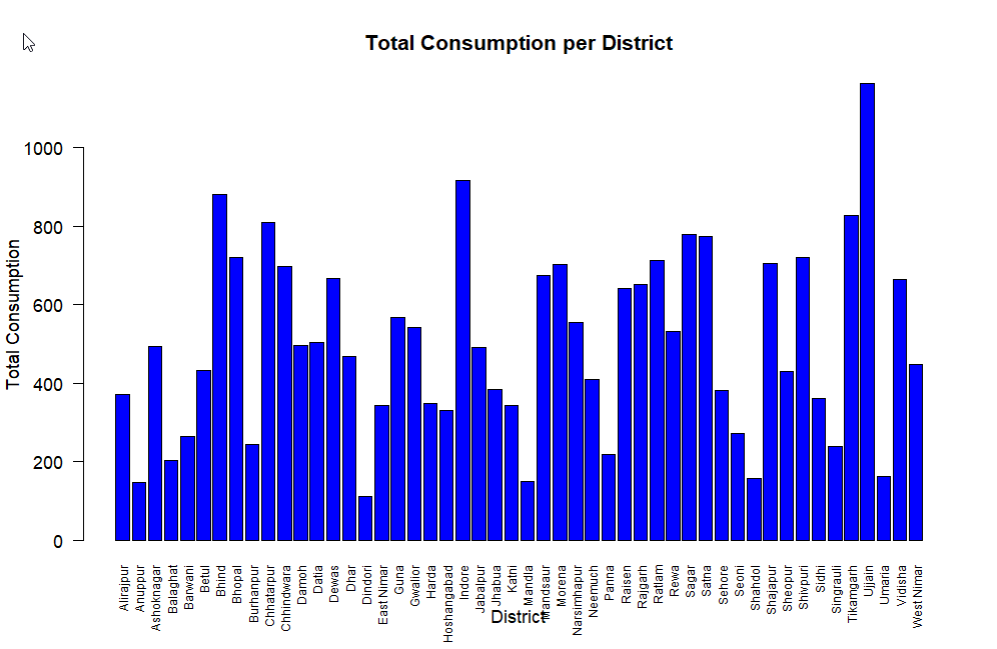 Total Consumption per District
Total Consumption
1000
800
600
400
200
0
Alirajpur
Anuppur
Ashoknagar
Balaghat
Barwani
Betul
Bhind
Bhopal
Burhanpur
Chhatarpur
Chhindwara
Damoh
Datia
Dewas
Dhar
Dindori
East Nimar
Guna
Gwalior
Harda
Hoshangabad
Indore
Jabalpur
Jhabua
Katni
Mandla
Mandsaur
Morena
Narsimhapur
Neemuch
Panna
Raisen
Rajgarh
Ratlam
Rewa
Sagar
Satna
Sehore
Seoni
Shahdol
Shajapur
Sheopur
Shivpuri
Sidhi
Singrauli
Tikamgarh
Ujjain
Umaria
Vidisha
West Nimar
District